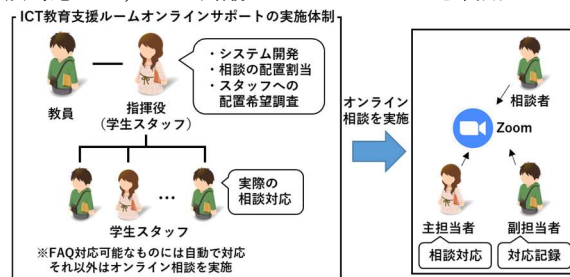 ICT教育支援ルームオンラインサポートの実施体制
教員
指揮役
(学生スタッフ)
・システム開発
・相談の配置割当
・スタッフへの
配置希望調査
…
実際の
相談対応
学生スタッフ
※FAQ対応可能なものには自動で対応
それ以外はオンライン相談を実施
オンライン
相談を実施
相談者
Zoom
主担当者
副担当者
相談対応
対応記録